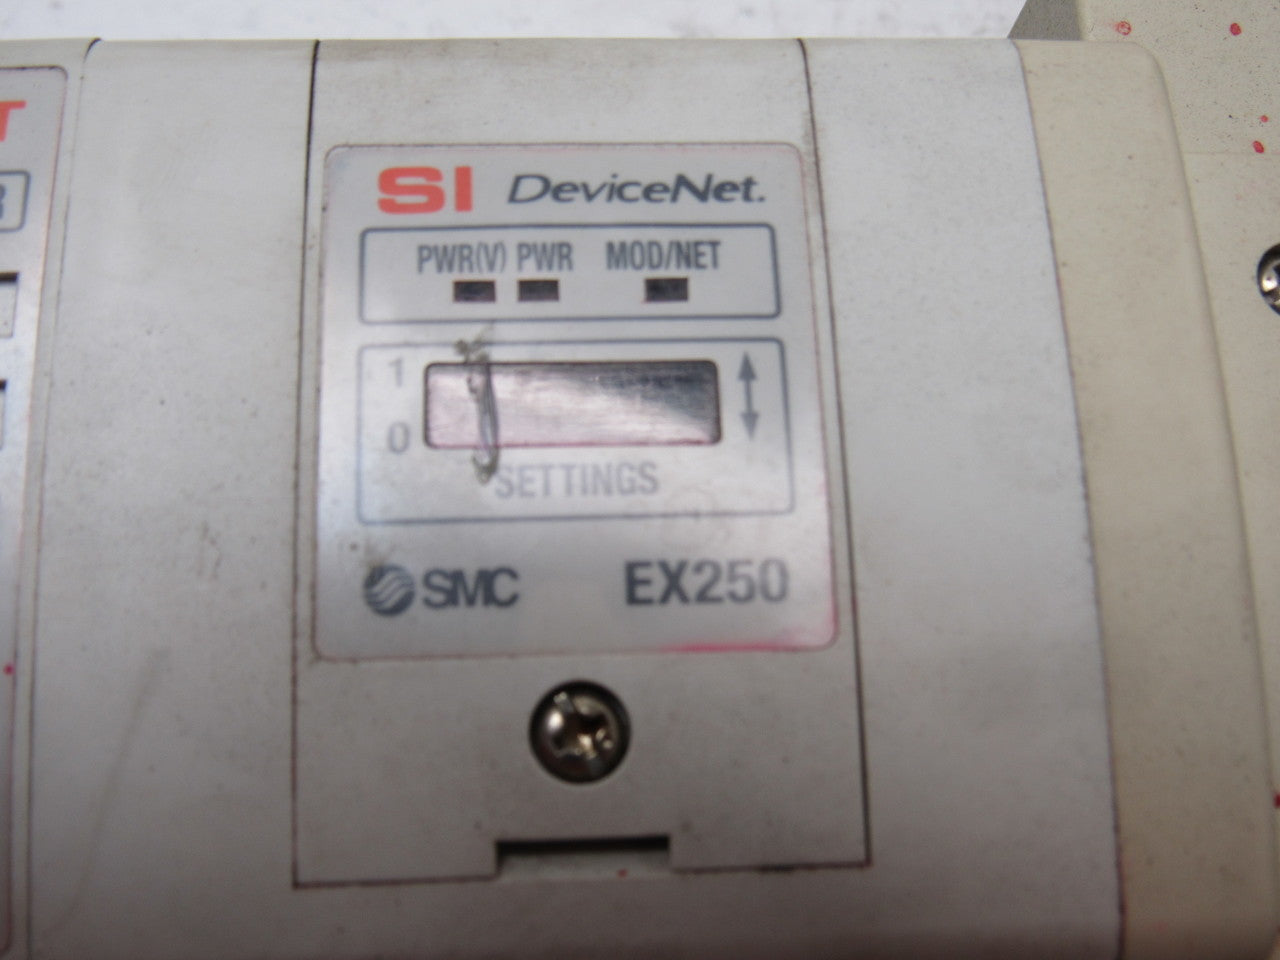 SI DeviceNet.
PWR(V) PWR MOD/NET
1
0
SETTINGS
SMC EX250
T